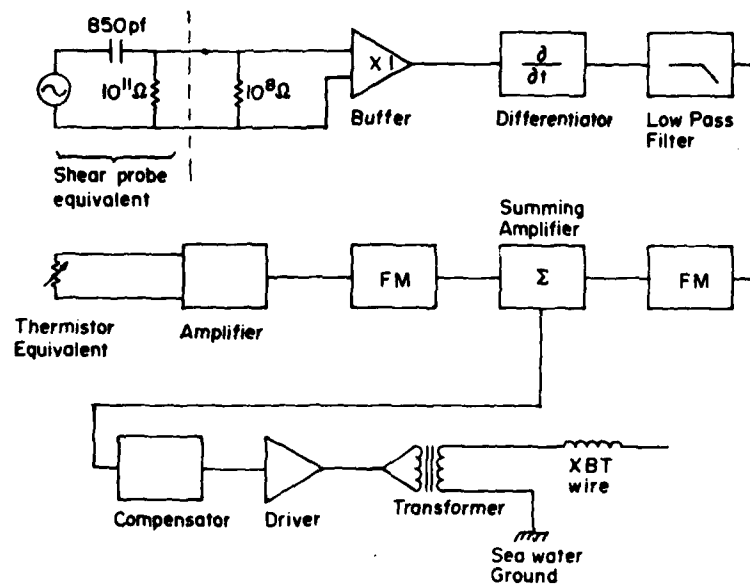 850pf
10¹¹Ω
10⁸Ω
X1
Buffer
∂
∂t
Differentiator
Low Pass
Filter
Shear probe
equivalent
Summing
Amplifier
FM
Σ
FM
Thermistor
Equivalent
Amplifier
Compensator
Driver
Transformer
XBT
wire
Sea water
Ground